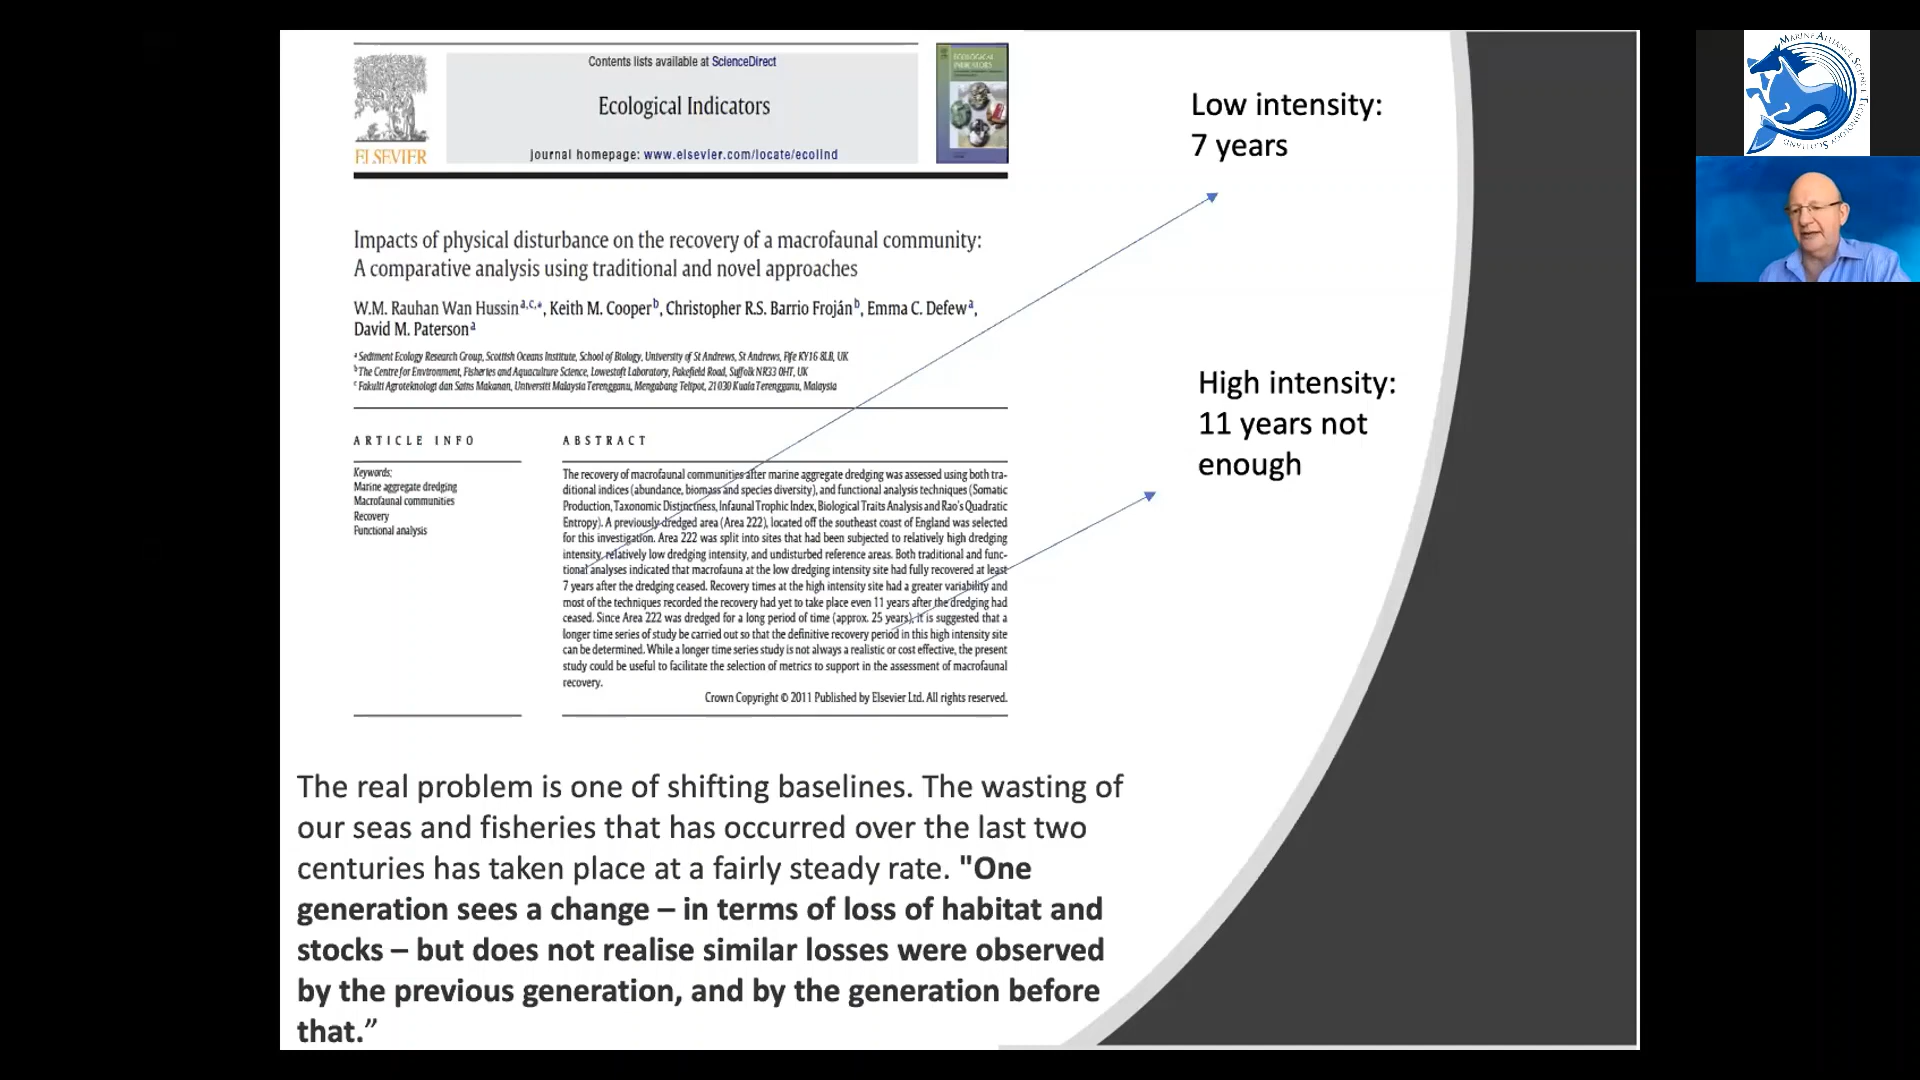 Contents lists available at ScienceDirect
Ecological Indicators
journal homepage: www.elsevier.com/locate/ecolind
ELSEVIER
ECOLOGICAL
INDICATORS
Impacts of physical disturbance on the recovery of a macrofaunal community:
A comparative analysis using traditional and novel approaches
W.M. Rauhan Wan Hussin a,c,*, Keith M. Cooper b, Christopher R.S. Barrio Froján b, Emma C. Defew a,
David M. Paterson a
a Sediment Ecology Research Group, Scottish Oceans Institute, School of Biology, University of St Andrews, St Andrews, Fife KY16 8LB, UK
b The Centre for Environment, Fisheries and Aquaculture Science, Lowestoft Laboratory, Pakefield Road, Suffolk NR33 0HT, UK
c Fakulti Agroteknologi dan Sains Makanan, Universiti Malaysia Terengganu, Mengabang Telipot, 21030 Kuala Terengganu, Malaysia
ARTICLE INFO
Keywords:
Marine aggregate dredging
Macrofaunal communities
Recovery
Functional analysis
ABSTRACT
The recovery of macrofaunal communities after marine aggregate dredging was assessed using both tra-
ditional indices (abundance, biomass and species diversity), and functional analysis techniques (Somatic
Production, Taxonomic Distinctness, Infaunal Trophic Index, Biological Traits Analysis and Rao's Quadratic
Entropy). A previously dredged area (Area 222), located off the southeast coast of England was selected
for this investigation. Area 222 was split into sites that had been subjected to relatively high dredging
intensity, relatively low dredging intensity, and undisturbed reference areas. Both traditional and func-
tional analyses indicated that macrofauna at the low dredging intensity site had fully recovered at least
7 years after the dredging ceased. Recovery times at the high intensity site had a greater variability and
most of the techniques recorded the recovery had yet to take place even 11 years after the dredging had
ceased. Since Area 222 was dredged for a long period of time (approx. 25 years), it is suggested that a
longer time series of study be carried out so that the definitive recovery period in this high intensity site
can be determined. While a longer time series study is not always a realistic or cost effective, the present
study could be useful to facilitate the selection of metrics to support in the assessment of macrofaunal
recovery.
Crown Copyright © 2011 Published by Elsevier Ltd. All rights reserved.
Low intensity:
7 years
High intensity:
11 years not
enough
The real problem is one of shifting baselines. The wasting of
our seas and fisheries that has occurred over the last two
centuries has taken place at a fairly steady rate. "One
generation sees a change – in terms of loss of habitat and
stocks – but does not realise similar losses were observed
by the previous generation, and by the generation before
that.”
MARINE ALLIANCE SCIENCE TECHNOLOGY SCOTLAND